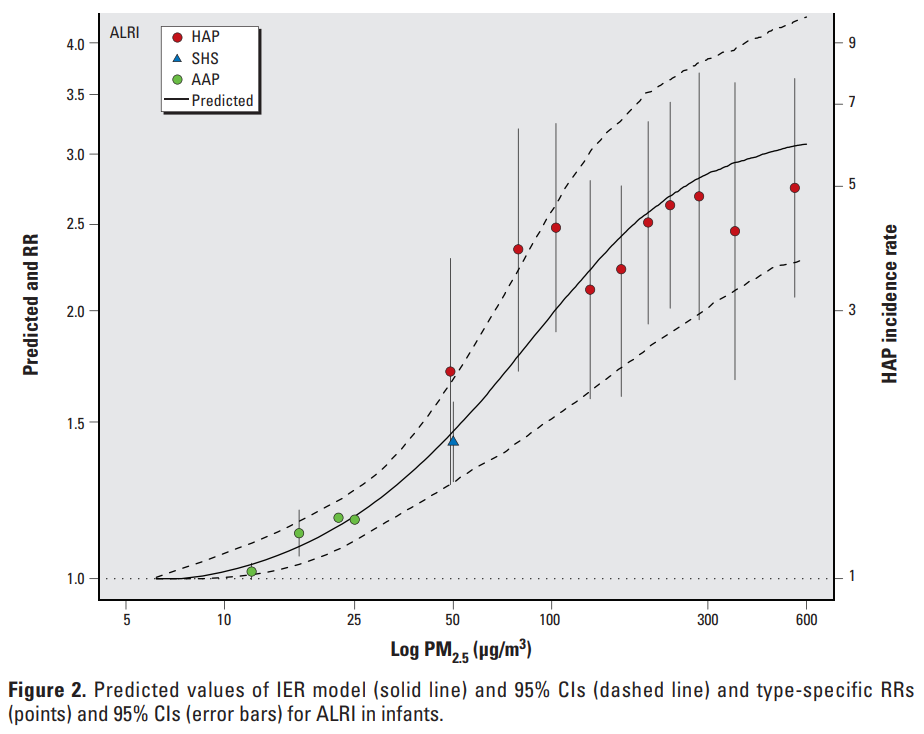 ALRI
HAP
SHS
AAP
Predicted
4.0
3.5
3.0
2.5
2.0
1.5
1.0
Predicted and RR
9
7
5
3
1
HAP incidence rate
5 10 25 50 100 300 600
Log PM2.5 (µg/m3)
Figure 2. Predicted values of IER model (solid line) and 95% CIs (dashed line) and type-specific RRs
(points) and 95% CIs (error bars) for ALRI in infants.